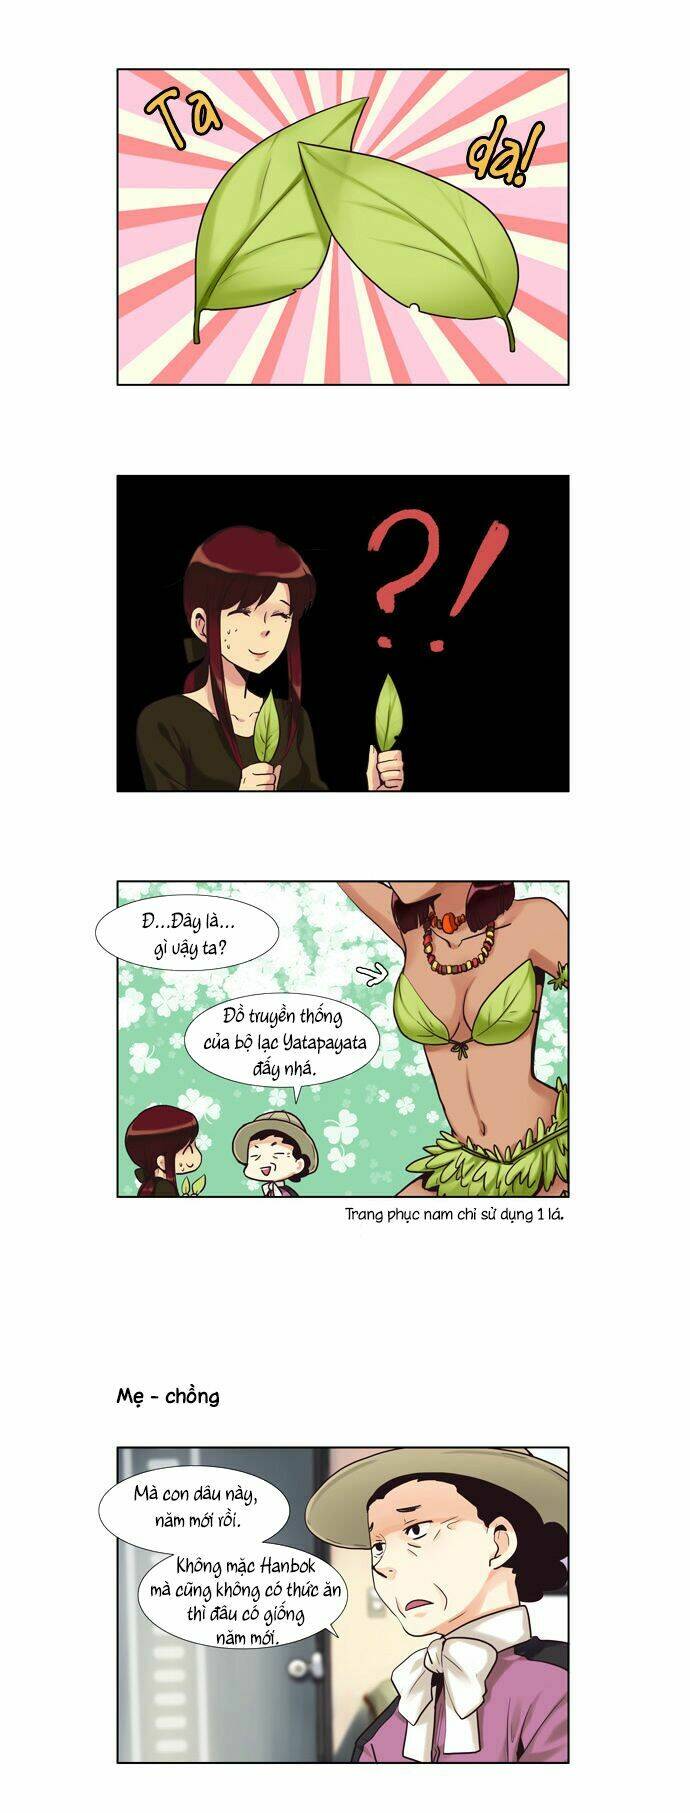 Ta
da!
?!
Đ...Đây là...
gì vậy ta?
Đồ truyền thống
của bộ lạc Yatapayata
đấy nhá.
Trang phục nam chỉ sử dụng 1 lá.
Mẹ - chồng
Mà con dâu này,
năm mới rồi.
Không mặc Hanbok
mà cũng không có thức ăn
thì đâu có giống
năm mới.